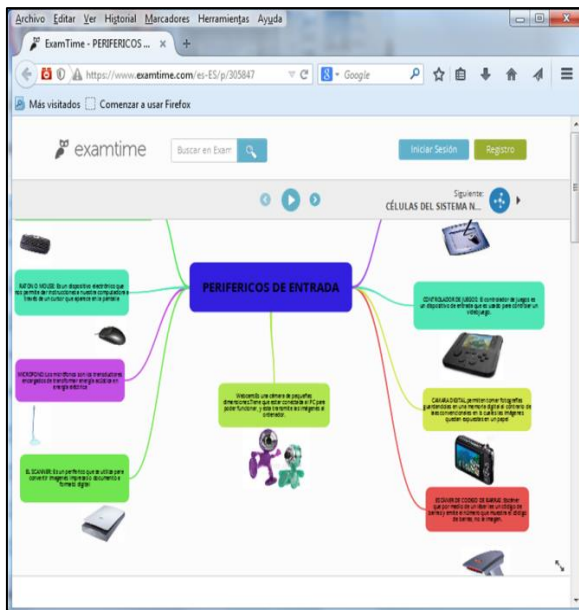 Archivo Editar Ver Historial Marcadores Herramientas Ayuda
ExamTime - PERIFERICOS ... × +
https://www.examtime.com/es-ES/p/305847
Google
Más visitados Comenzar a usar Firefox
examtime
Buscar en Exam
Iniciar Sesión
Registro
Siguiente:
CÉLULAS DEL SISTEMA N...
PERIFERICOS DE ENTRADA
RATON O MOUSE: Es un dispositivo electrónico que
nos permite dar instrucciones a nuestra computadora a
través de un cursor que aparece en la pantalla
MICROFONO: Los micrófonos son los transductores
encargados de transformar energía acústica en
energía eléctrica
EL SCANNER: Es un periférico que se utiliza para
convertir imágenes impresas o documento a
formato digital.
Webcam: Es una cámara de pequeñas
dimensiones. Tiene que estar conectada al PC para
poder funcionar, y ésta transmite las imágenes al
ordenador.
CONTROLADOR DE JUEGOS: El controlador de juegos es
un dispositivo de entrada que es usado para controlar un
videojuego.
CAMARA DIGITAL: permiten tomar fotografías
guardándolas en una memoria digital al contrario de
las convencionales en la cuales las imágenes
quedan expuestas en un papel
ESCANER DE CODIGO DE BARRAS: Escáner
que por medio de un láser lee un código de
barras y emite el número que muestra el código
de barras, no la imagen.